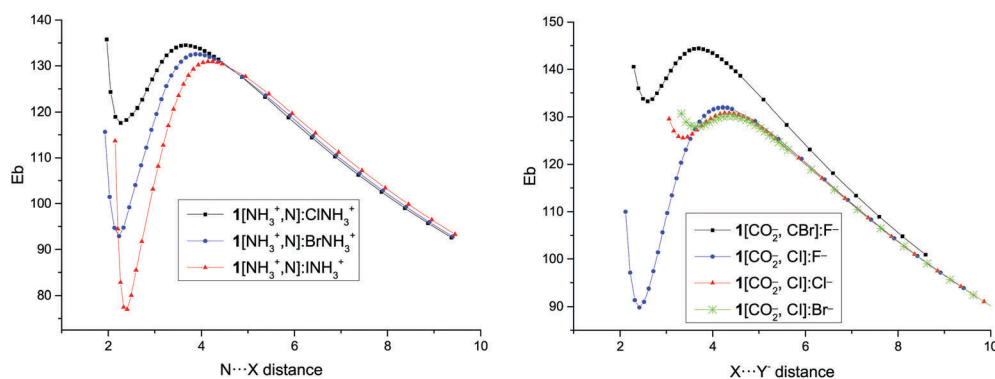 140
130
120
110
100
90
80
Eb
2
4
6
8
10
N···X distance
1[NH₃⁺,N]:ClNH₃⁺
1[NH₃⁺,N]:BrNH₃⁺
1[NH₃⁺,N]:INH₃⁺
150
140
130
120
110
100
90
Eb
2
4
6
8
10
X···Y⁻ distance
1[CO₂⁻, CBr]:F⁻
1[CO₂⁻, CI]:F⁻
1[CO₂⁻, CI]:Cl⁻
1[CO₂⁻, CI]:Br⁻